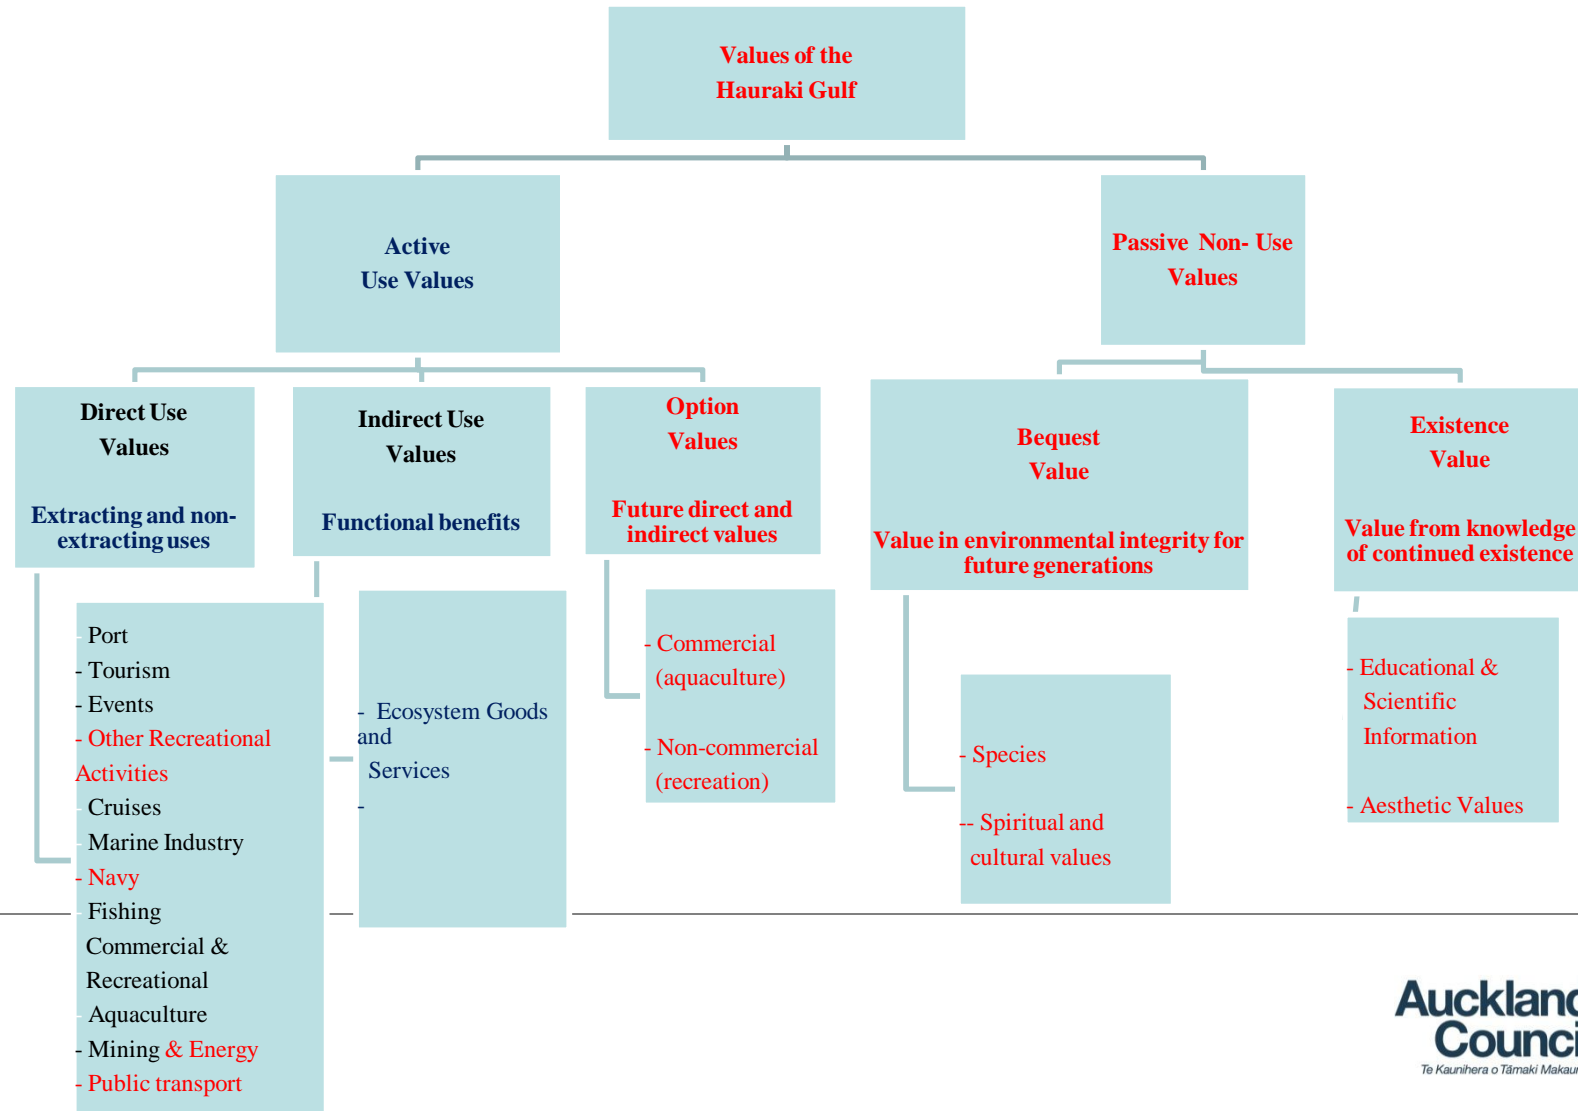 Values of the
Hauraki Gulf
Active
Use Values
Passive Non- Use
Values
Direct Use
Values
Extracting and non-
extracting uses
Indirect Use
Values
Functional benefits
Option
Values
Future direct and
indirect values
Bequest
Value
Value in environmental integrity for
future generations
Existence
Value
Value from knowledge
of continued existence
- Port
- Tourism
- Events
- Other Recreational
Activities
- Cruises
- Marine Industry
- Navy
- Fishing
Commercial &
Recreational
- Aquaculture
- Mining & Energy
- Public transport
- Ecosystem Goods
and
Services
-
- Commercial
(aquaculture)
- Non-commercial
(recreation)
- Species
-- Spiritual and
cultural values
- Educational &
Scientific
Information
- Aesthetic Values
Auckland
Counci
Te Kaunihera o Tāmaki Makau